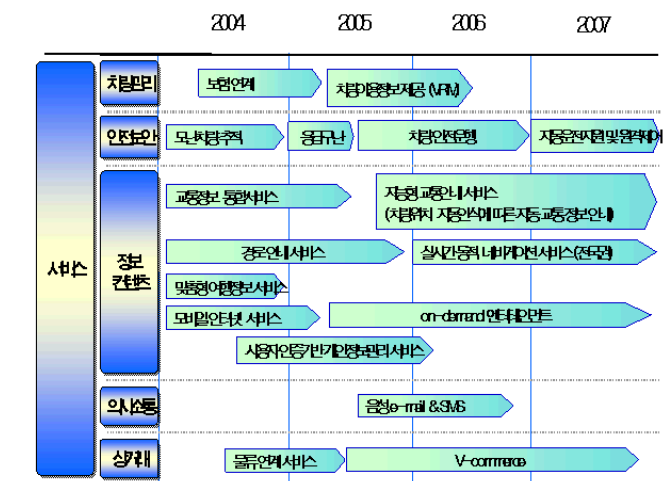 2004 2005 2006 2007
서비스
차량관리
보험연계
차량이용정보제공 (VRM)
안전보안
도난차량추적
응급구난
차량안전운행
자동운전지원 및 원격제어
정보
컨텐츠
교통정보 통합서비스
지능형 교통안내 서비스
(차량위치 자동인식에 따른 자동 교통정보 안내)
경로안내 서비스
실시간 동적 네비게이션 서비스(전국권)
맞춤형 여행정보 서비스
모바일 인터넷 서비스
on-demand 엔터테인먼트
사용자 인증기반 개인정보관리 서비스
의사소통
음성 e-mail & SMS
상거래
물류연계 서비스
V-commerce